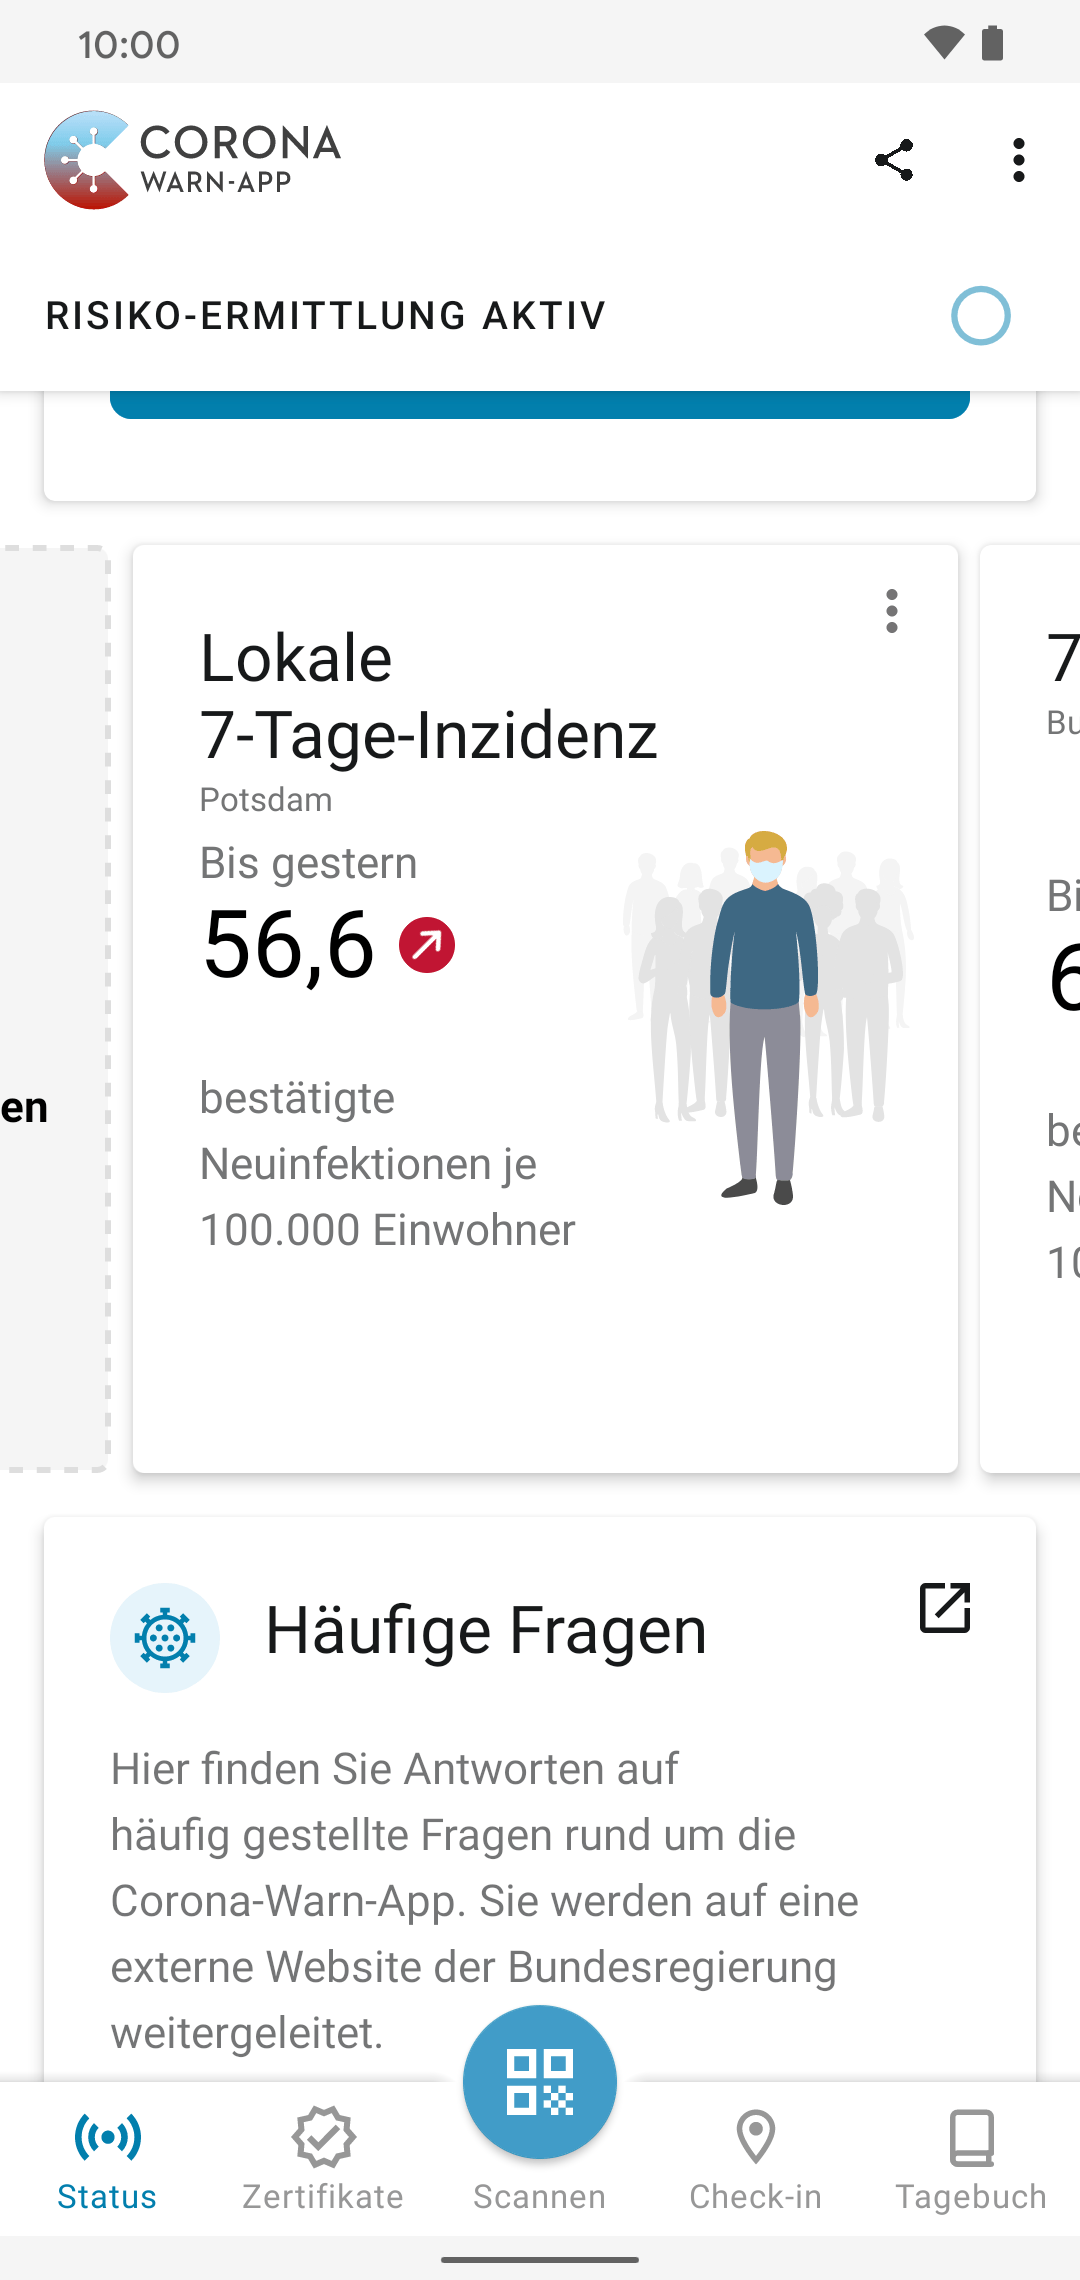 10:00
CORONA
WARN-APP
RISIKO-ERMITTLUNG AKTIV
en
Lokale
7-Tage-Inzidenz
Potsdam
Bis gestern
56,6
bestätigte
Neuinfektionen je
100.000 Einwohner
7
Bu
Bi
6
be
Ne
10
Häufige Fragen
Hier finden Sie Antworten auf
häufig gestellte Fragen rund um die
Corona-Warn-App. Sie werden auf eine
externe Website der Bundesregierung
weitergeleitet.
Status
Zertifikate
Scannen
Check-in
Tagebuch